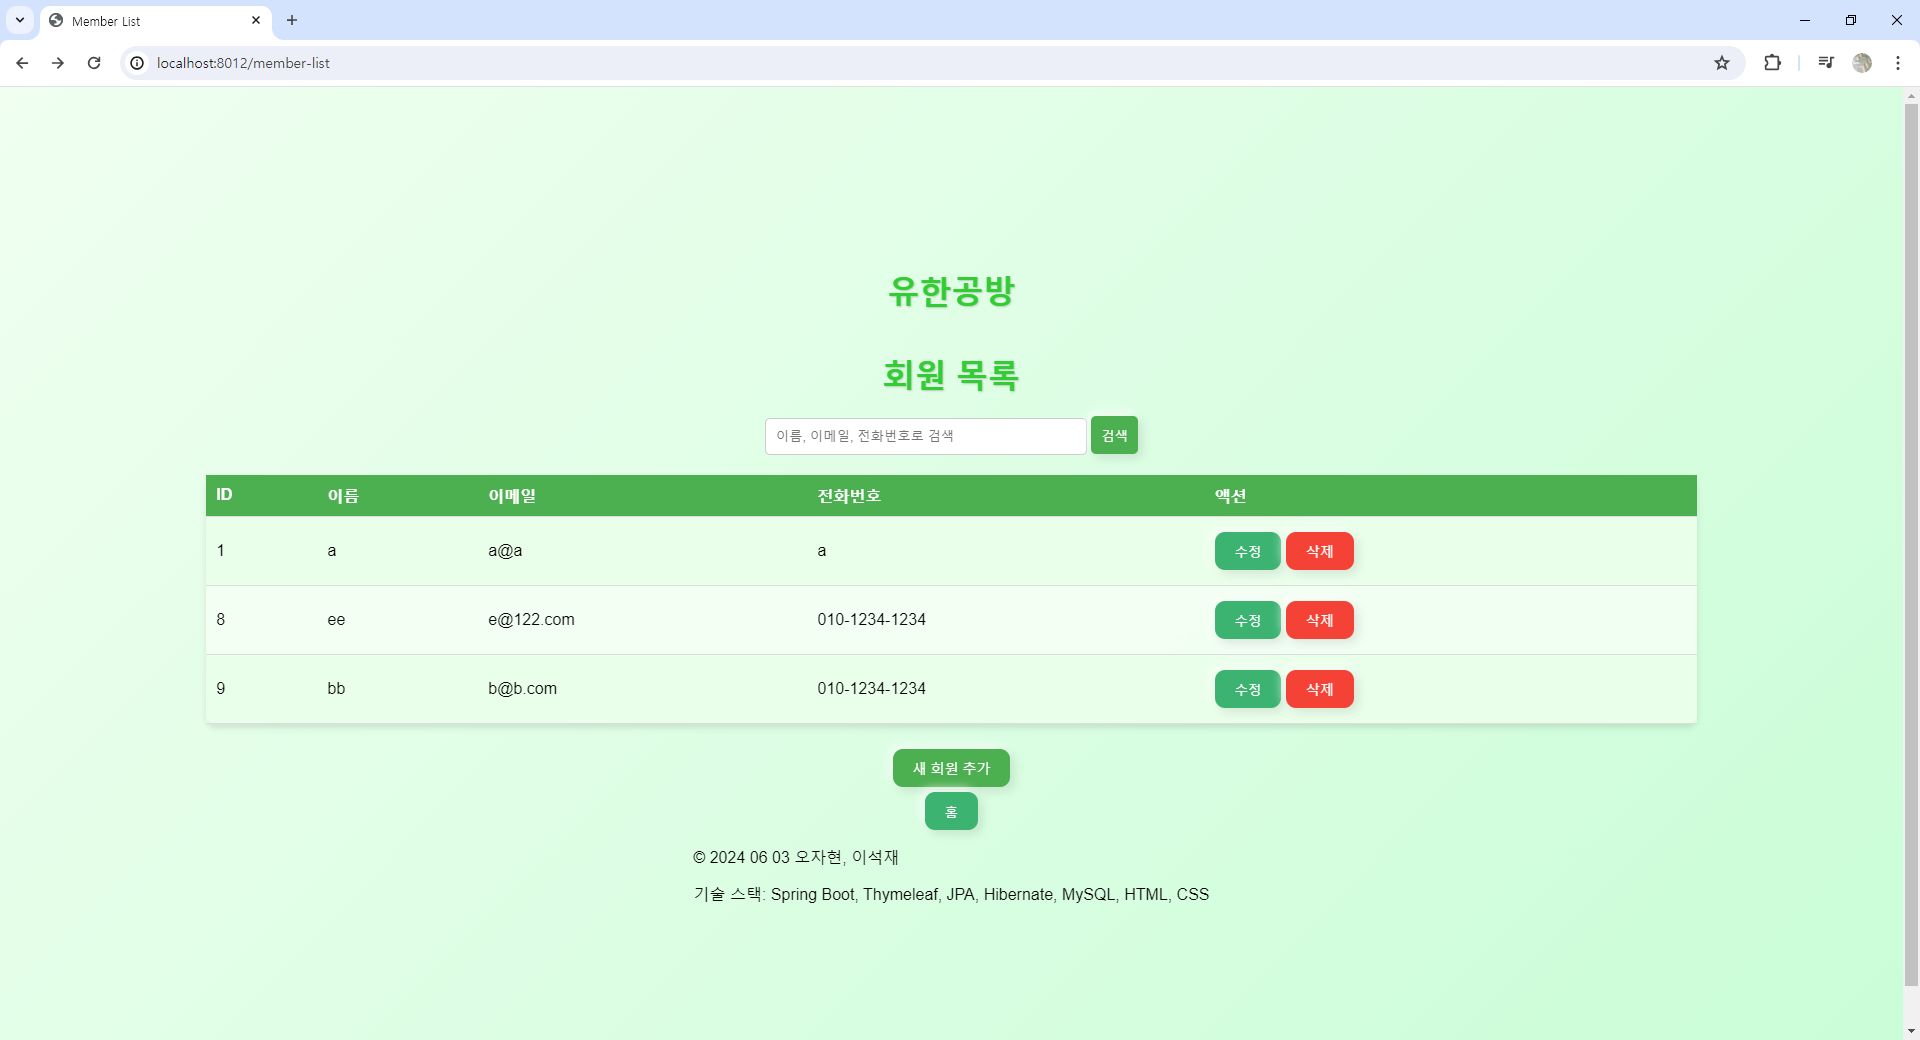 Member List
localhost:8012/member-list
유한공방
회원 목록
이름, 이메일, 전화번호로 검색 검색
ID 이름 이메일 전화번호 액션
1 a a@a a 수정 삭제
8 ee e@122.com 010-1234-1234 수정 삭제
9 bb b@b.com 010-1234-1234 수정 삭제
새 회원 추가
홈
© 2024 06 03 오자현, 이석재
기술 스택: Spring Boot, Thymeleaf, JPA, Hibernate, MySQL, HTML, CSS